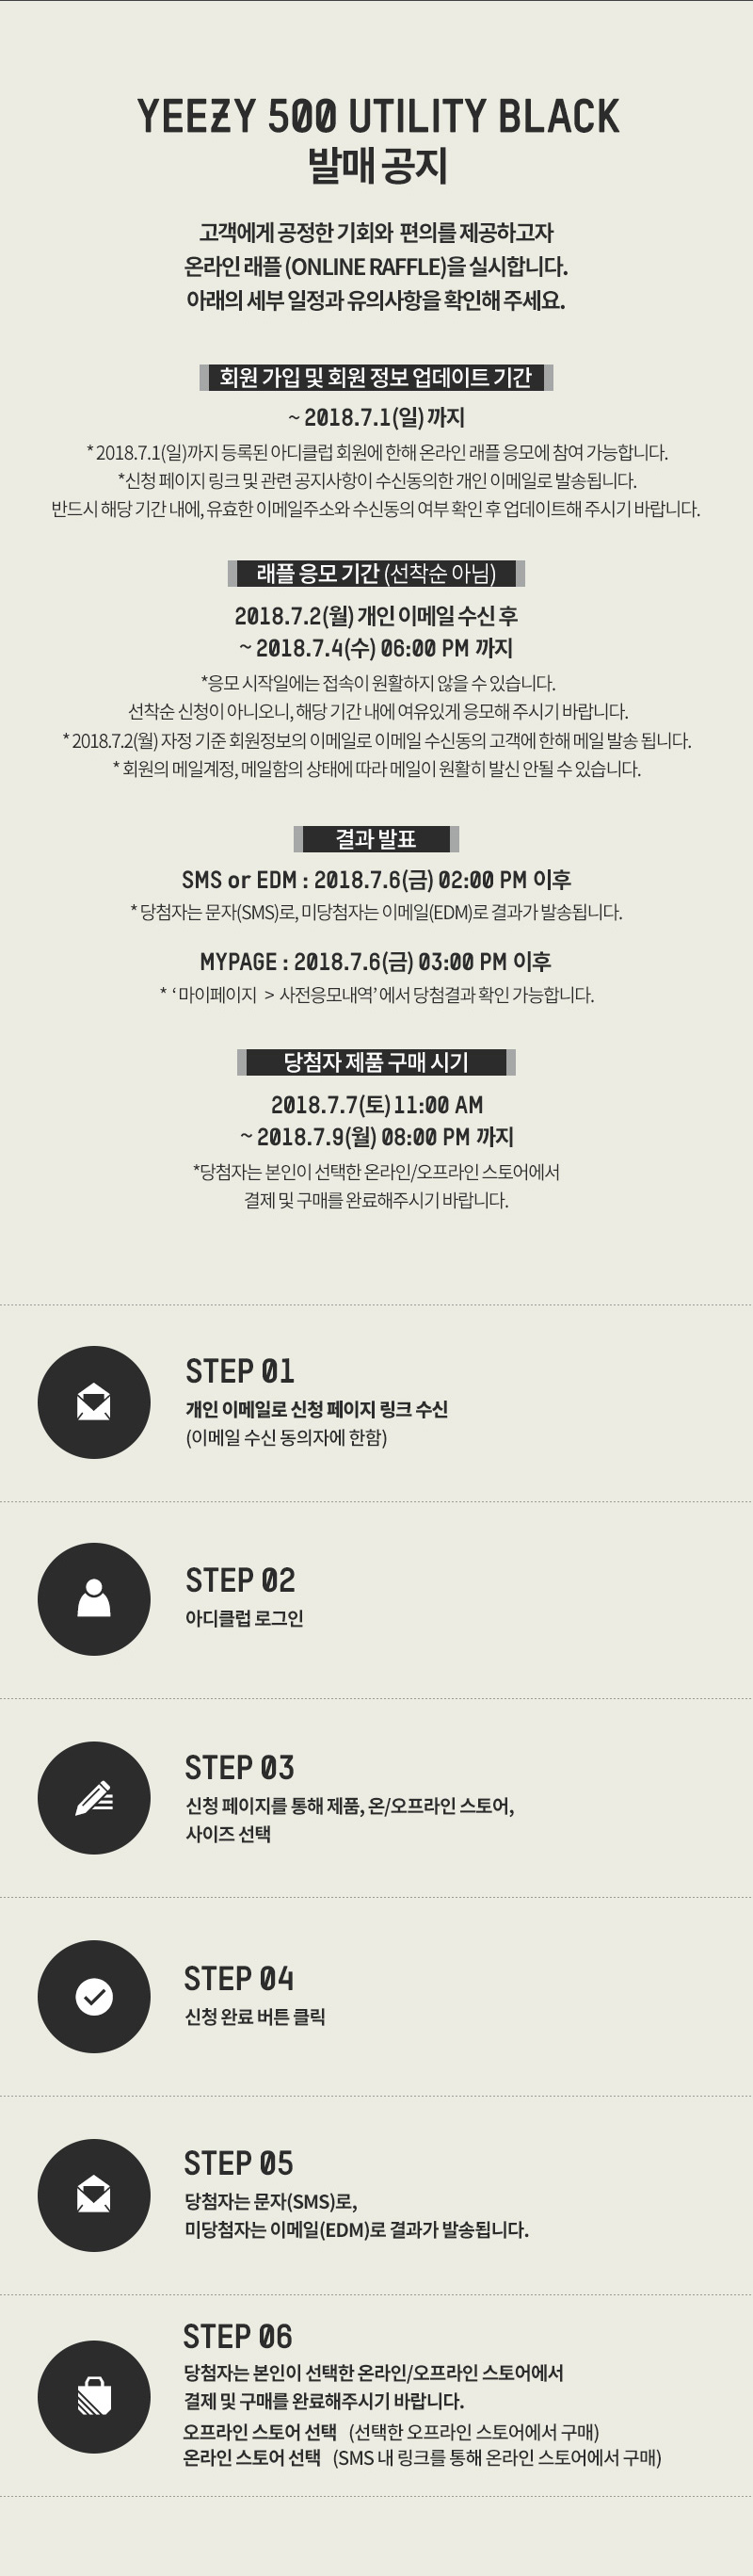 YEEZY 500 UTILITY BLACK
발매 공지
고객에게 공정한 기회와 편의를 제공하고자
온라인 래플 (ONLINE RAFFLE)을 실시합니다.
아래의 세부 일정과 유의사항을 확인해 주세요.
회원 가입 및 회원 정보 업데이트 기간
~ 2018.7.1(일) 까지
* 2018.7.1(일)까지 등록된 아디클럽 회원에 한해 온라인 래플 응모에 참여 가능합니다.
*신청 페이지 링크 및 관련 공지사항이 수신동의한 개인 이메일로 발송됩니다.
반드시 해당 기간 내에, 유효한 이메일주소와 수신동의 여부 확인 후 업데이트해 주시기 바랍니다.
래플 응모 기간 (선착순 아님)
2018.7.2(월) 개인 이메일 수신 후
~ 2018.7.4(수) 06:00 PM 까지
*응모 시작일에는 접속이 원활하지 않을 수 있습니다.
선착순 신청이 아니오니, 해당 기간 내에 여유있게 응모해 주시기 바랍니다.
* 2018.7.2(월) 자정 기준 회원정보의 이메일로 이메일 수신동의 고객에 한해 메일 발송 됩니다.
* 회원의 메일계정, 메일함의 상태에 따라 메일이 원활히 발신 안될 수 있습니다.
결과 발표
SMS or EDM : 2018.7.6(금) 02:00 PM 이후
* 당첨자는 문자(SMS)로, 미당첨자는 이메일(EDM)로 결과가 발송됩니다.
MYPAGE : 2018.7.6(금) 03:00 PM 이후
* ‘마이페이지 > 사전응모내역’에서 당첨결과 확인 가능합니다.
당첨자 제품 구매 시기
2018.7.7(토) 11:00 AM
~ 2018.7.9(월) 08:00 PM 까지
*당첨자는 본인이 선택한 온라인/오프라인 스토어에서
결제 및 구매를 완료해주시기 바랍니다.
STEP 01
개인 이메일로 신청 페이지 링크 수신
(이메일 수신 동의자에 한함)
STEP 02
아디클럽 로그인
STEP 03
신청 페이지를 통해 제품, 온/오프라인 스토어,
사이즈 선택
STEP 04
신청 완료 버튼 클릭
STEP 05
당첨자는 문자(SMS)로,
미당첨자는 이메일(EDM)로 결과가 발송됩니다.
STEP 06
당첨자는 본인이 선택한 온라인/오프라인 스토어에서
결제 및 구매를 완료해주시기 바랍니다.
오프라인 스토어 선택 (선택한 오프라인 스토어에서 구매)
온라인 스토어 선택 (SMS 내 링크를 통해 온라인 스토어에서 구매)